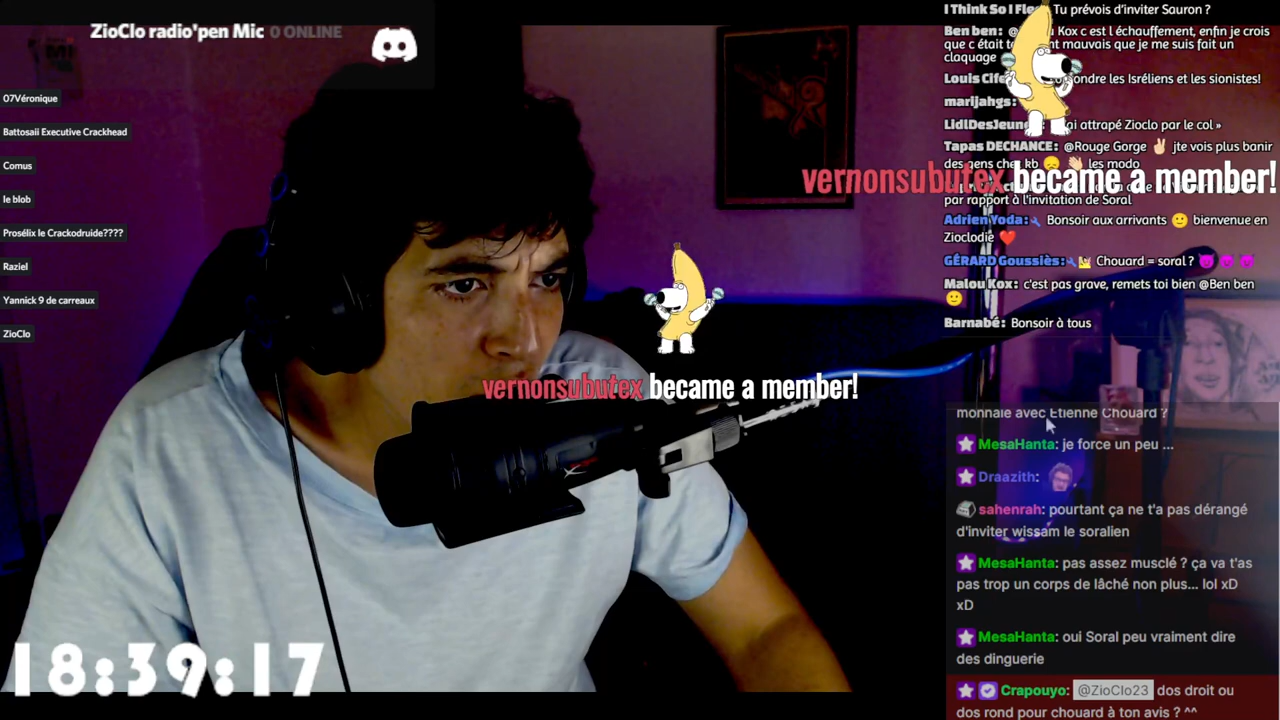 ZioClo radio'pen Mic 0 ONLINE
07Véronique
Battosaii Executive Crackhead
Comus
le blob
Prosélix le Crackodruide????
Raziel
Yannick 9 de carreaux
ZioClo
I Think So I
Tu prévois d’inviter Sauron ?
Ben ben: @
Kox c est l échauffement, enfin je crois
que c était
mauvais que je me suis fait un
claquage
Louis
ondre les Isréliens et les sionistes!
marijahgs:
ai attrapé Zioclo par le col »
Tapas DECHANCE: @Rouge Gorge ✌🏻 jte vois plus banir
des gens chez kb 😞 👏🏻 les modo
vernonsubutex became a member!
par rapport à l'invitation de Soral
Adrien Yoda: Bonsoir aux arrivants 🙂 bienvenue en
Zioclodie ❤️
GÉRARD Goussiès: Chouard = soral ? 😈 😈 😈
Malou Kox: c'est pas grave, remets toi bien @Ben ben
🙂
Barnabé: Bonsoir à tous
vernonsubutex became a member!
monnaie avec Etienne Chouard ?
MesaHanta: je force un peu ...
Draazith:
sahenrah: pourtant ça ne t'a pas dérangé
d'inviter wissam le soralien
MesaHanta: pas assez musclé ? ça va t'as
pas trop un corps de lâché non plus... lol xD
xD
MesaHanta: oui Soral peu vraiment dire
des dinguerie
Crapouyo: @ZioClo23 dos droit ou
dos rond pour chouard à ton avis ? ^^
18:39:17